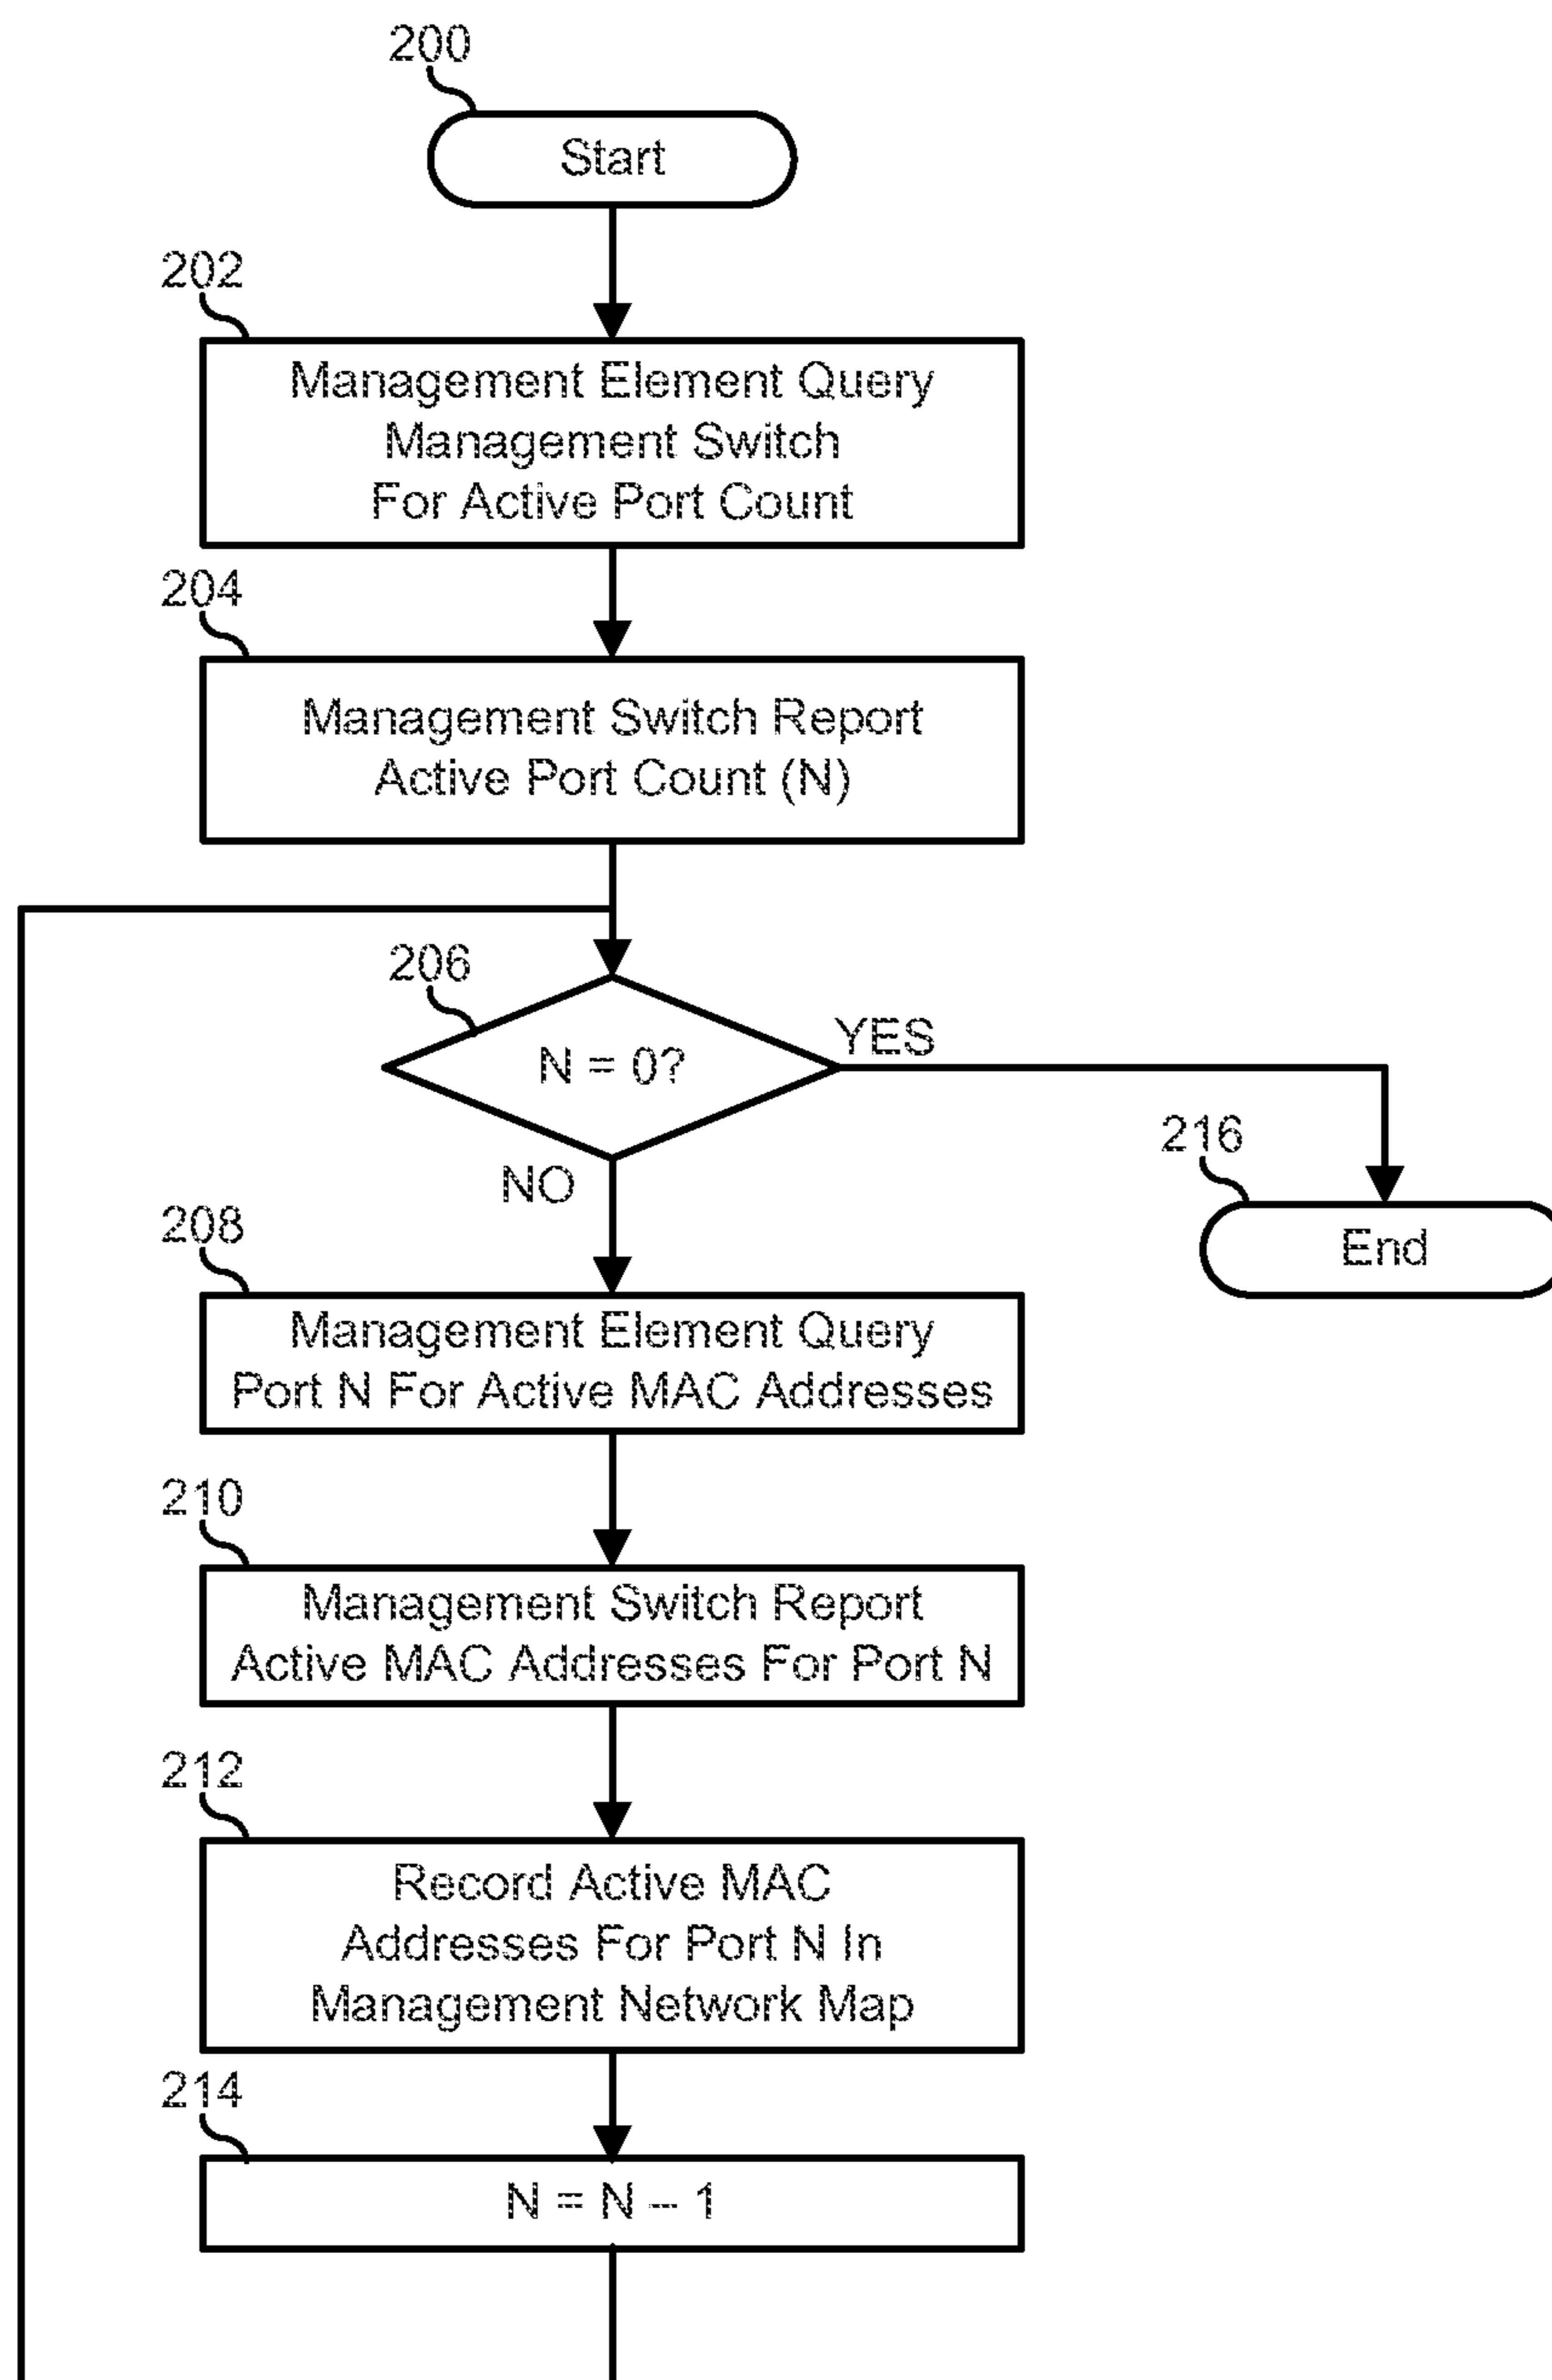 200
Start
202
Management Element Query
Management Switch
For Active Port Count
204
Management Switch Report
Active Port Count (N)
206
N = 0?
YES
NO
216
End
208
Management Element Query
Port N For Active MAC Addresses
210
Management Switch Report
Active MAC Addresses For Port N
212
Record Active MAC
Addresses For Port N In
Management Network Map
214
N = N – 1